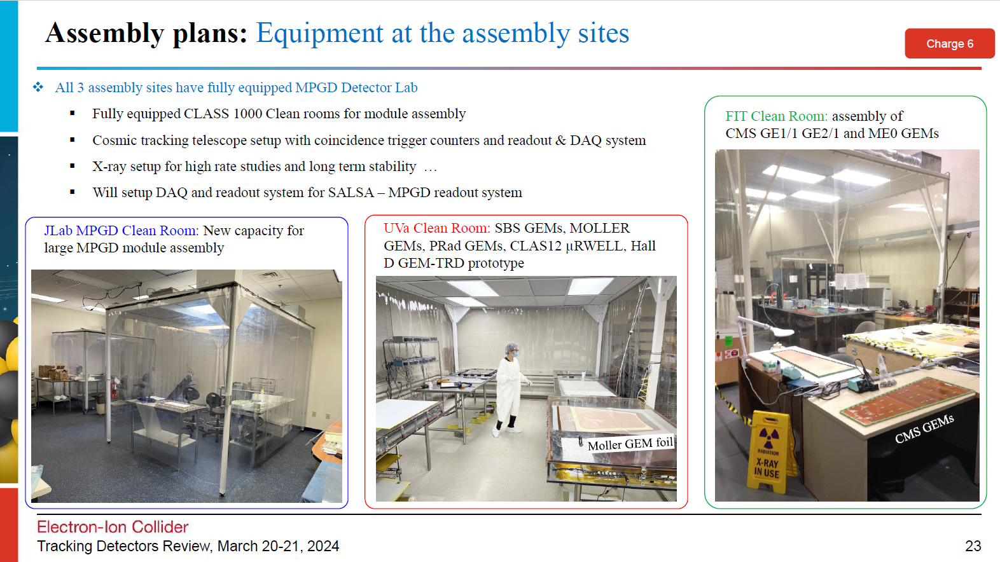 Assembly plans: Equipment at the assembly sites
Charge 6
All 3 assembly sites have fully equipped MPGD Detector Lab
Fully equipped CLASS 1000 Clean rooms for module assembly
Cosmic tracking telescope setup with coincidence trigger counters and readout & DAQ system
X-ray setup for high rate studies and long term stability …
Will setup DAQ and readout system for SALSA – MPGD readout system
JLab MPGD Clean Room: New capacity for
large MPGD module assembly
UVa Clean Room: SBS GEMs, MOLLER
GEMs, PRad GEMs, CLAS12 µRWELL, Hall
D GEM-TRD prototype
Moller GEM foil
FIT Clean Room: assembly of
CMS GE1/1 GE2/1 and ME0 GEMs
CMS GEMs
RADIATION
X-RAY
IN USE
Electron-Ion Collider
Tracking Detectors Review, March 20-21, 2024
23